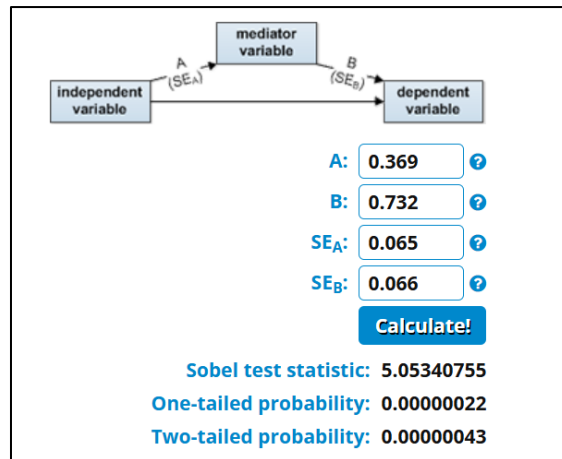 mediator
variable
A
(SEA)
B
(SEB)
independent
variable
dependent
variable
A: 0.369 ?
B: 0.732 ?
SEA: 0.065 ?
SEB: 0.066 ?
Calculate!
Sobel test statistic: 5.05340755
One-tailed probability: 0.00000022
Two-tailed probability: 0.00000043